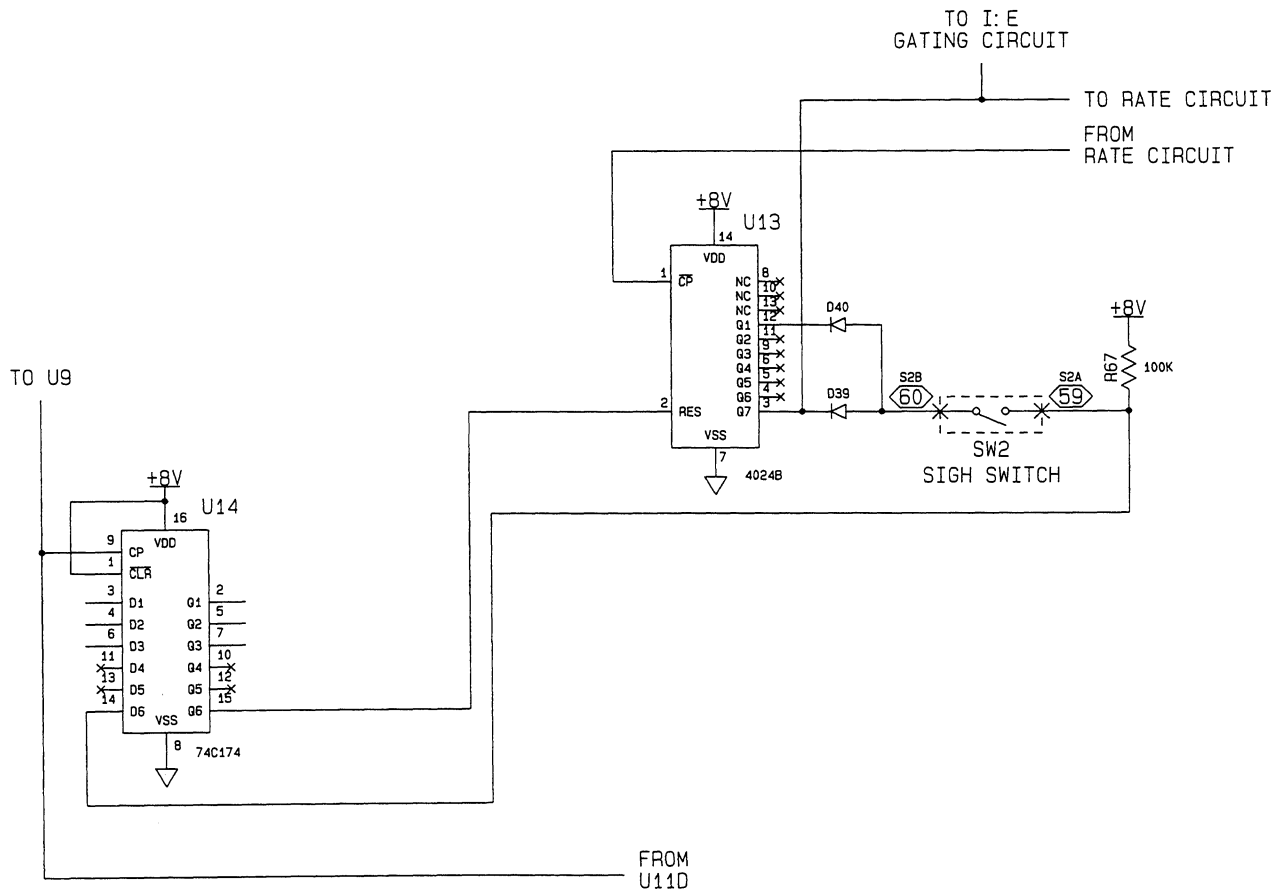 TO I:E
GATING CIRCUIT
TO RATE CIRCUIT
FROM
RATE CIRCUIT
+8V
U13
14
VDD
1
CP
NC
8
NC
10
NC
13
Q1
12
Q2
11
Q3
9
Q4
6
Q5
5
Q6
4
Q7
3
2
RES
VSS
7
4024B
D40
D39
S2B
60
S2A
59
SW2
SIGH SWITCH
+8V
R67
100K
TO U9
+8V
U14
16
VDD
9
CP
1
CLR
3
D1
Q1
2
4
D2
Q2
5
6
D3
Q3
7
11
D4
Q4
10
13
D5
Q5
12
14
D6
Q6
15
VSS
8
74C174
FROM
U11D